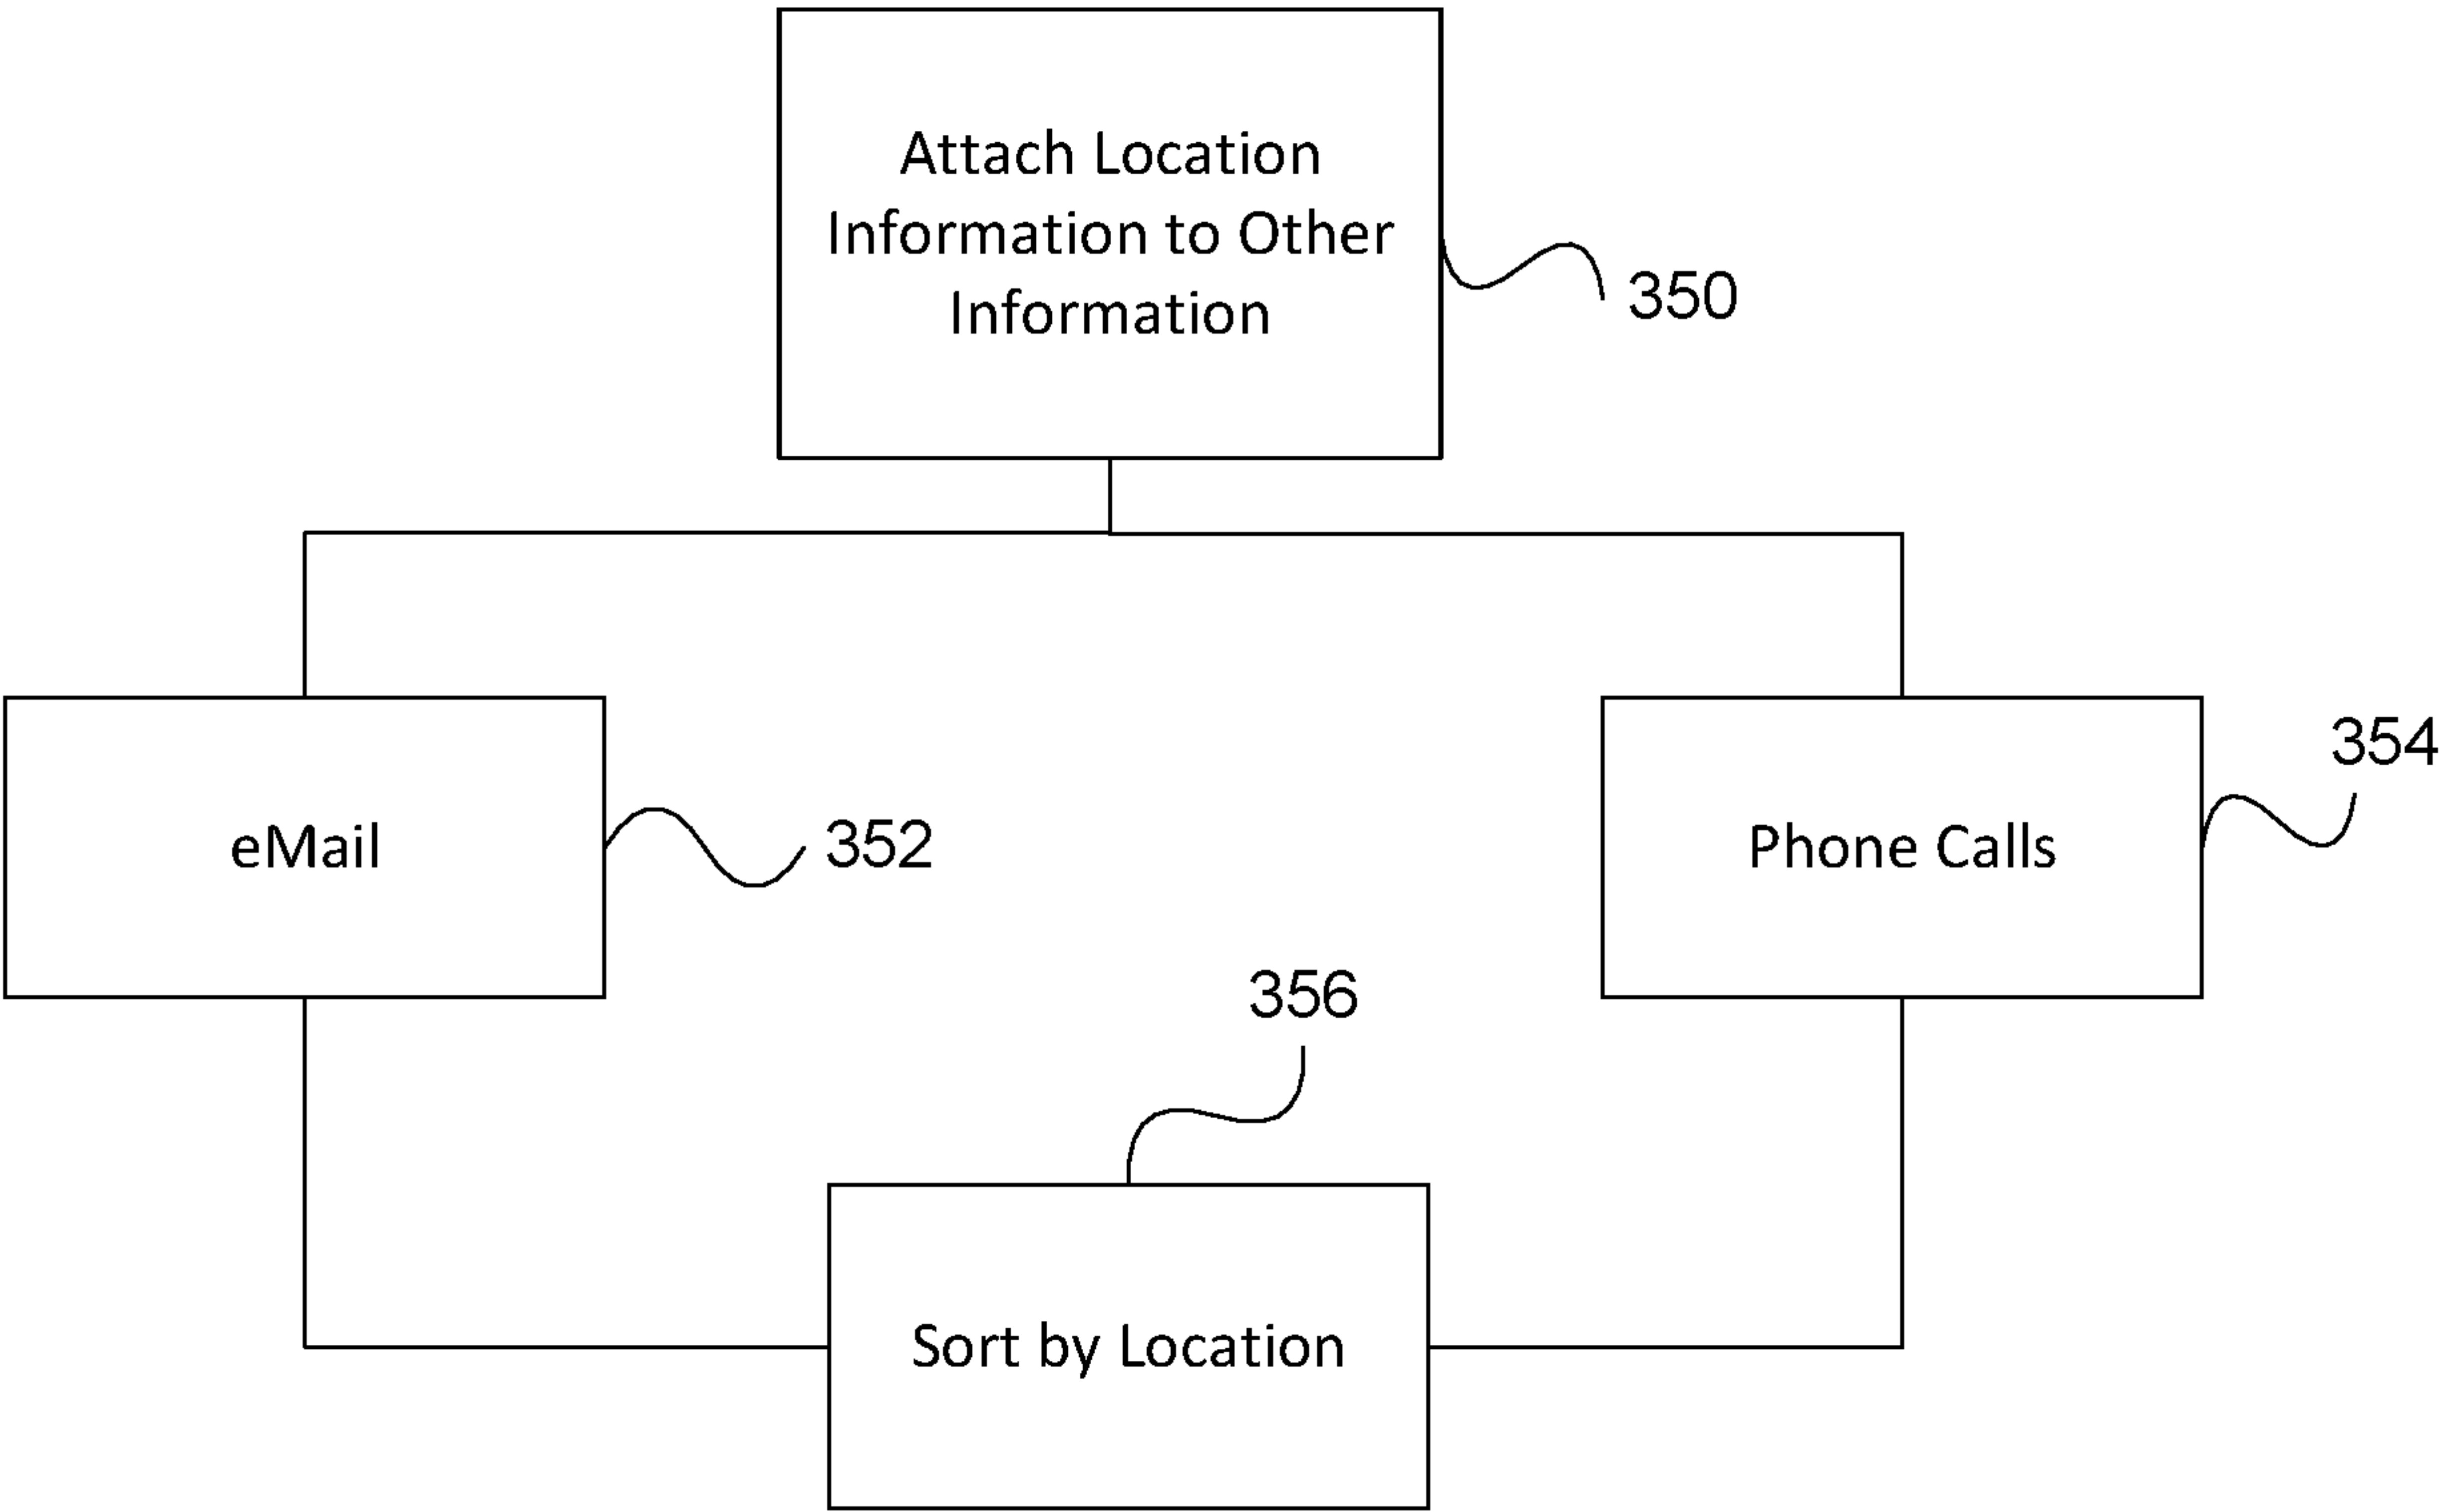 Attach Location
Information to Other
Information
350
354
eMail
352
Phone Calls
356
Sort by Location